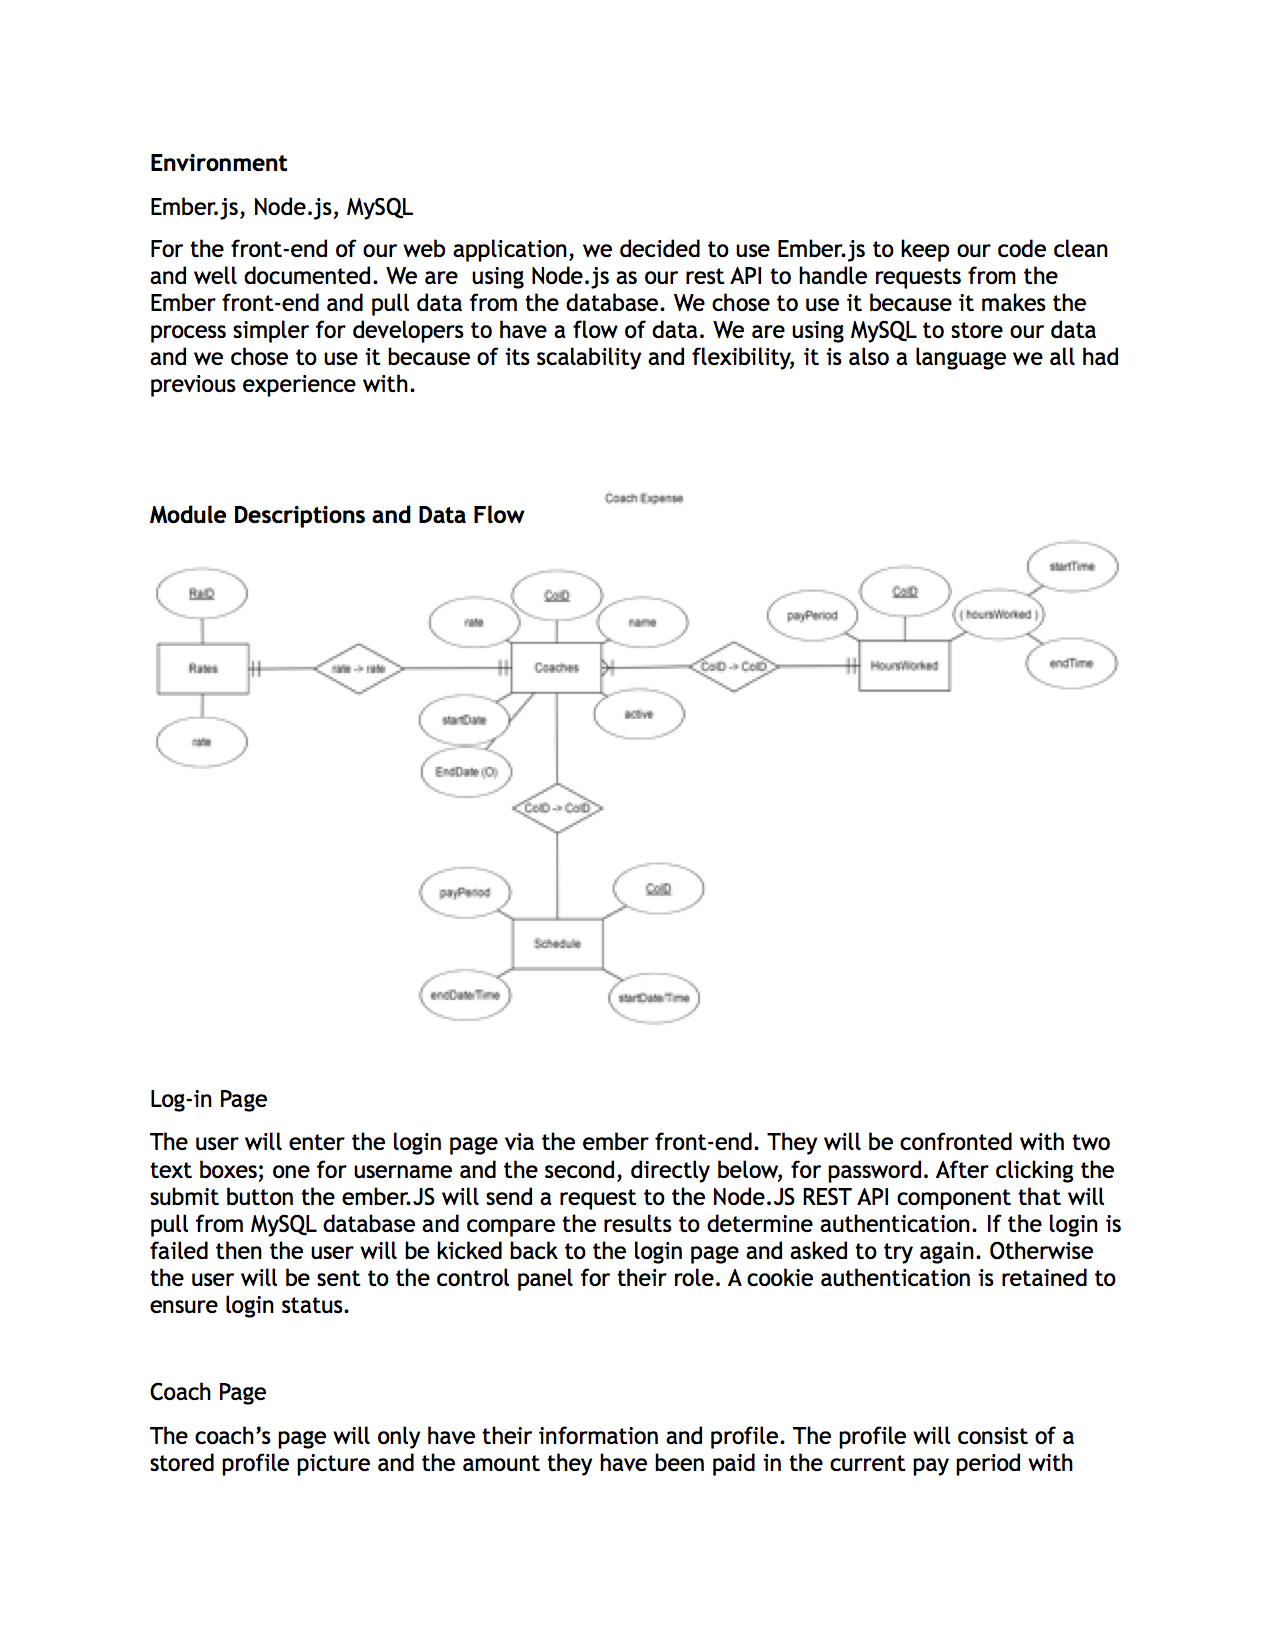 Environment
Ember.js, Node.js, MySQL
For the front-end of our web application, we decided to use Ember.js to keep our code clean
and well documented. We are  using Node.js as our rest API to handle requests from the
Ember front-end and pull data from the database. We chose to use it because it makes the
process simpler for developers to have a flow of data. We are using MySQL to store our data
and we chose to use it because of its scalability and flexibility, it is also a language we all had
previous experience with.
Coach Expense
Module Descriptions and Data Flow
startTime
RaID
CoID
CoID
payPeriod
( hoursWorked )
rate
name
Rates
rate -> rate
Coaches
CoID -> CoID
HoursWorked
endTime
startDate
active
rate
EndDate (O)
CoID -> CoID
payPeriod
CoID
Schedule
endDate/Time
startDate/Time
Log-in Page
The user will enter the login page via the ember front-end. They will be confronted with two
text boxes; one for username and the second, directly below, for password. After clicking the
submit button the ember.JS will send a request to the Node.JS REST API component that will
pull from MySQL database and compare the results to determine authentication. If the login is
failed then the user will be kicked back to the login page and asked to try again. Otherwise
the user will be sent to the control panel for their role. A cookie authentication is retained to
ensure login status.
Coach Page
The coach’s page will only have their information and profile. The profile will consist of a
stored profile picture and the amount they have been paid in the current pay period with